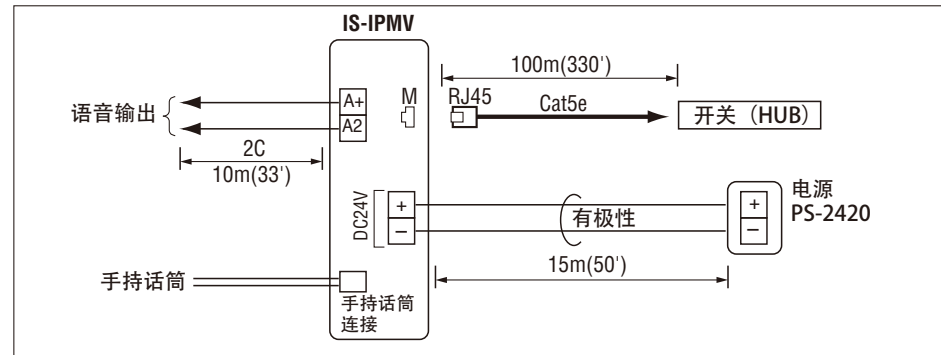 IS-IPMV
100m(330')
语音输出
A+
A2
M
RJ45
Cat5e
开关（HUB）
2C
10m(33')
DC24V
+
−
有极性
+
−
电源
PS-2420
15m(50')
手持话筒
手持话筒
连接